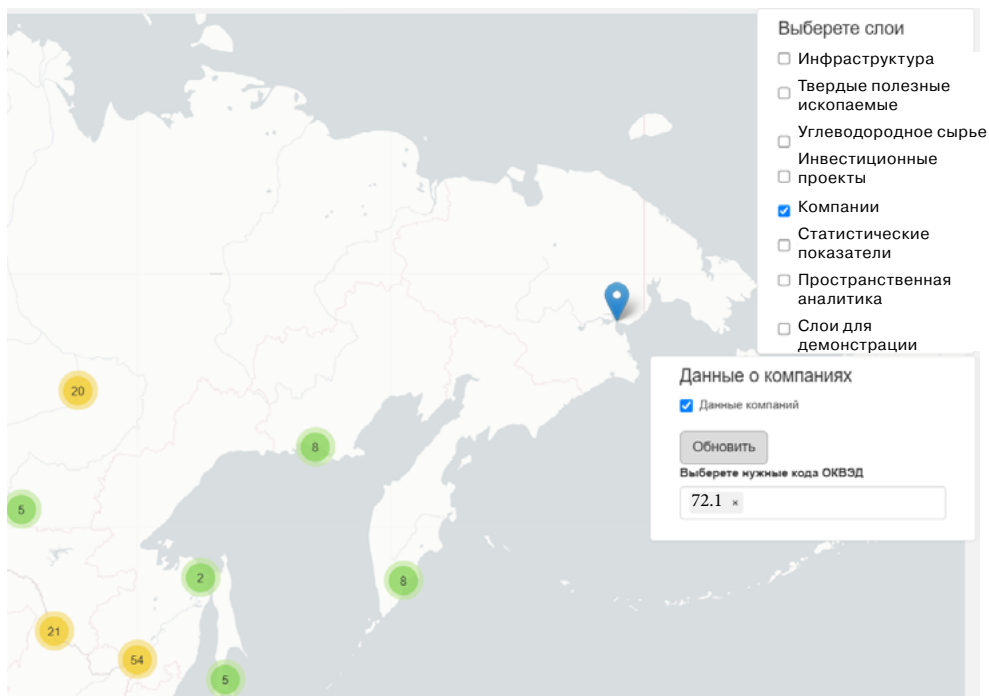 Выберете слои
Инфраструктура
Твердые полезные
ископаемые
Углеводородное сырье
Инвестиционные
проекты
Компании
Статистические
показатели
Пространственная
аналитика
Слои для
демонстрации
Данные о компаниях
Данные компаний
Обновить
Выберете нужные кода ОКВЭД
72.1 ×
20
8
5
2
8
21
54
5